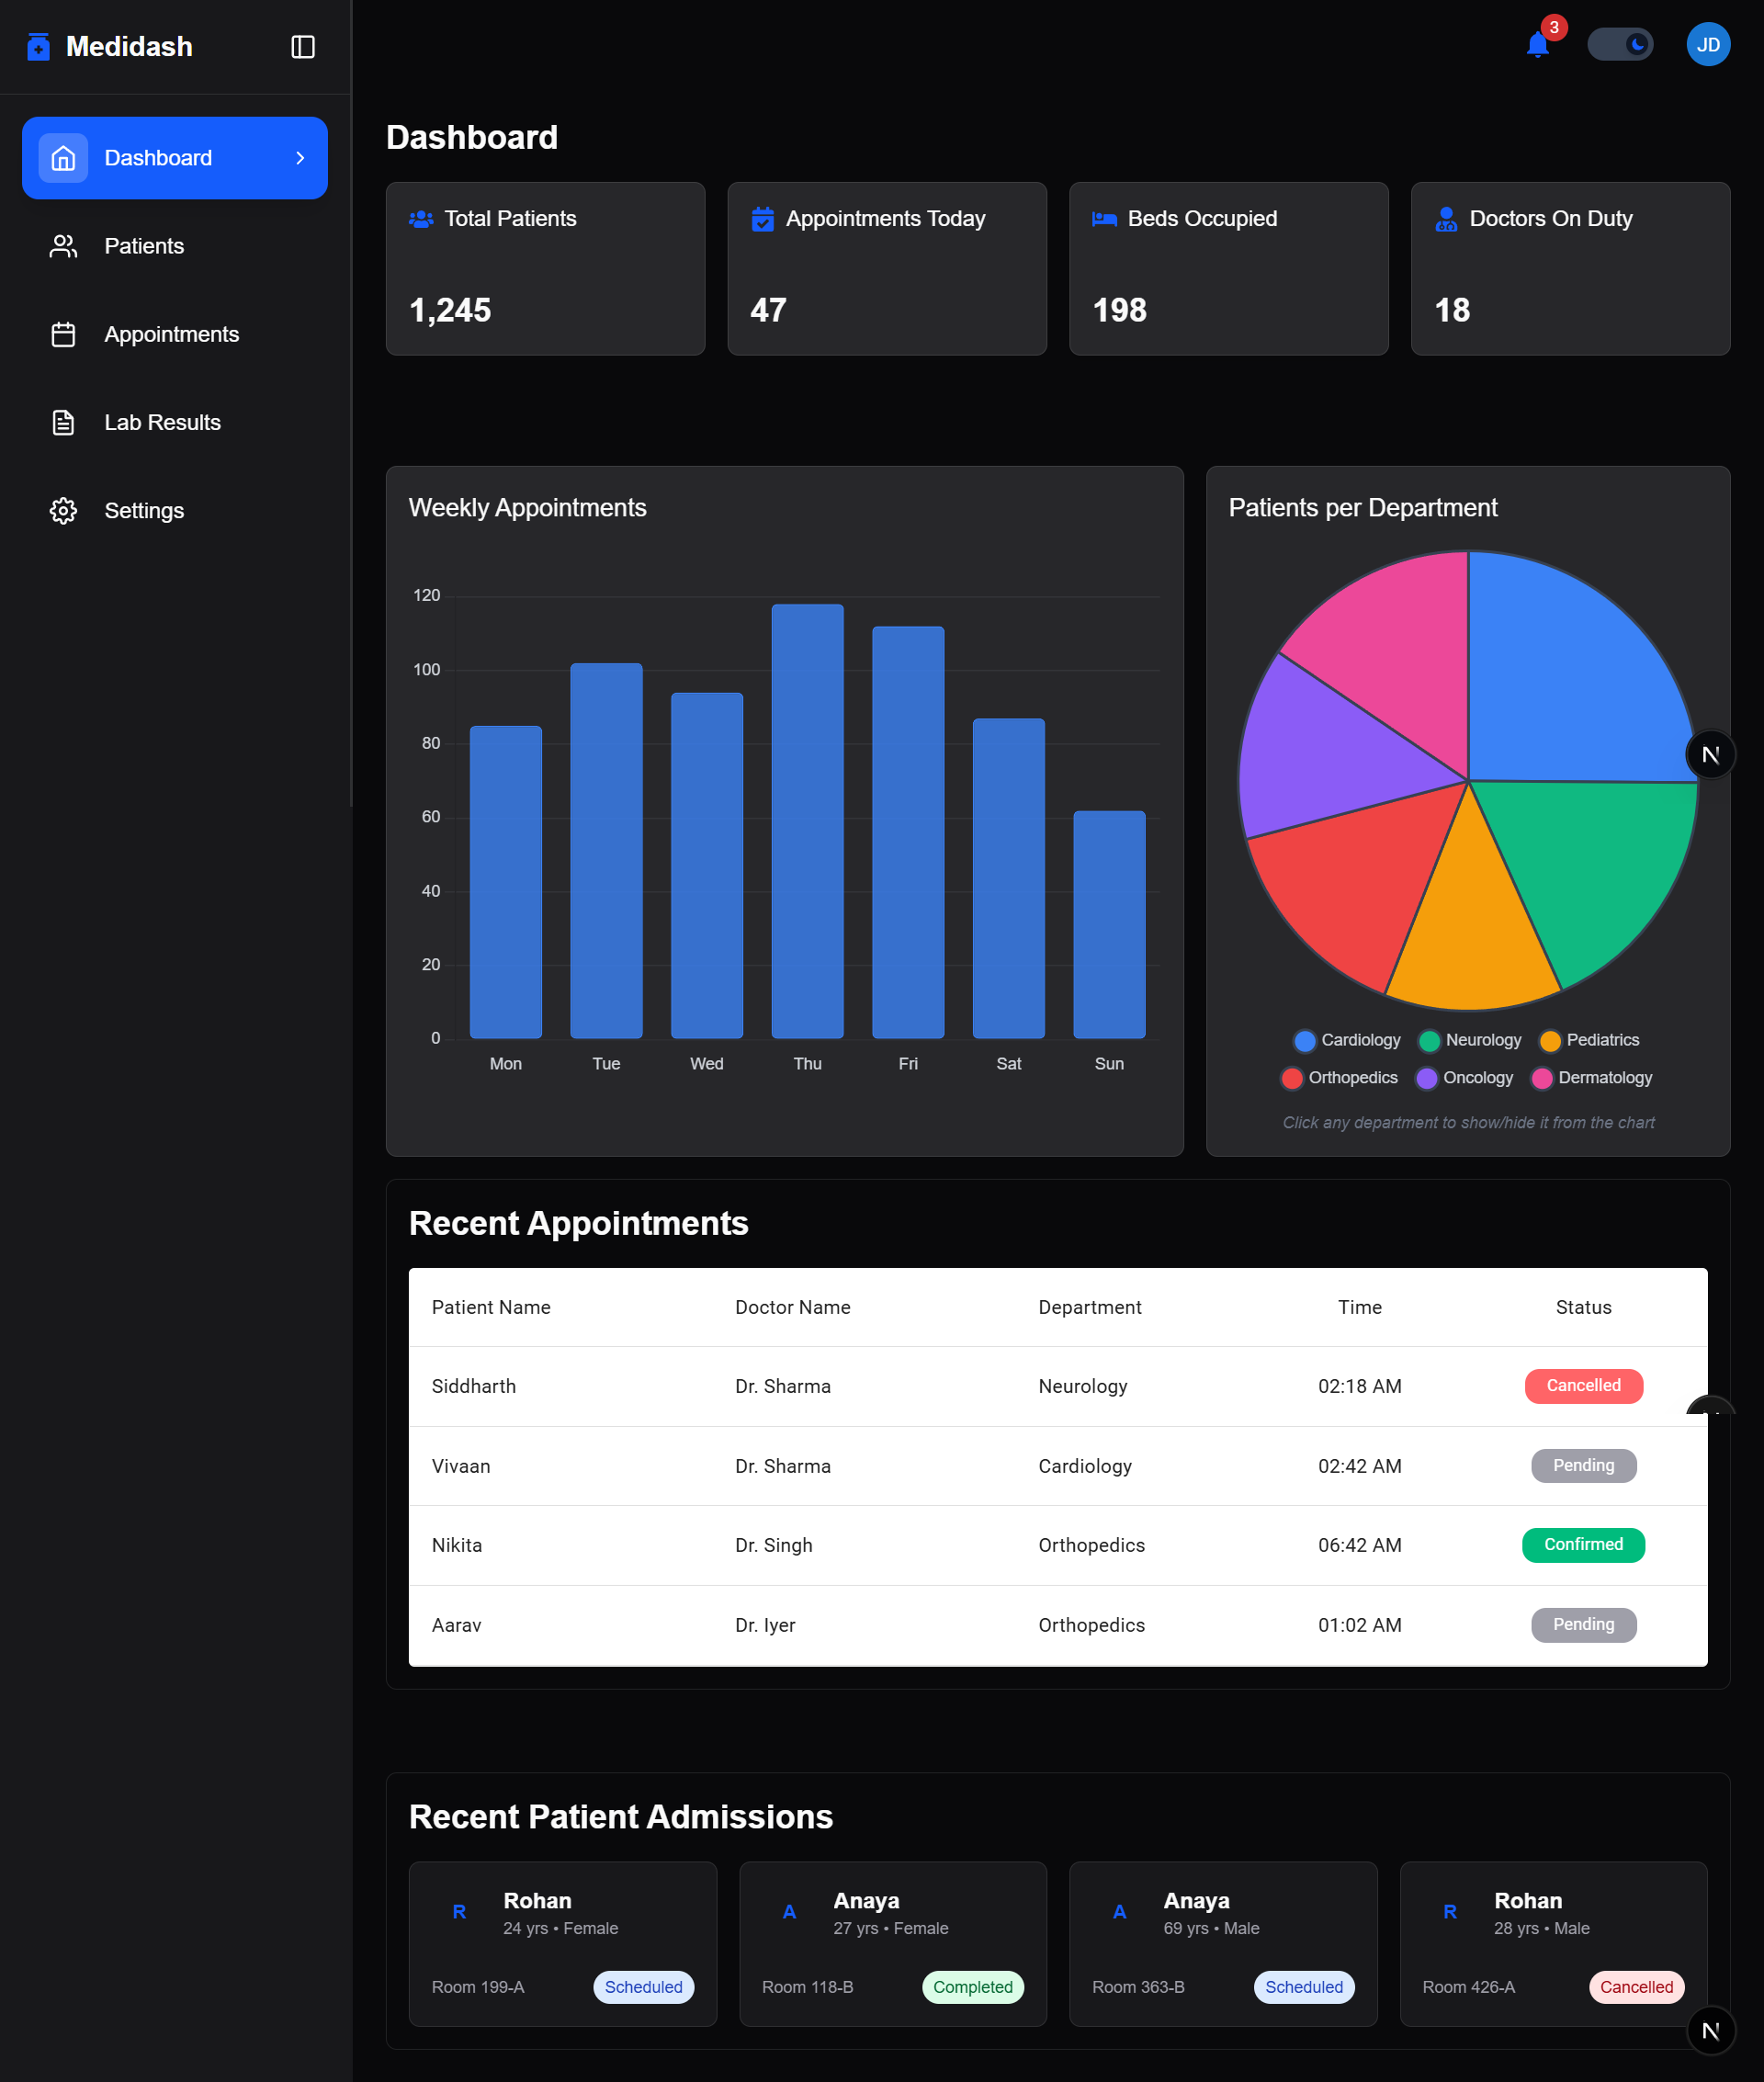 Medidash
3
JD
Dashboard
Patients
Appointments
Lab Results
Settings
Dashboard
Total Patients
1,245
Appointments Today
47
Beds Occupied
198
Doctors On Duty
18
Weekly Appointments
120
100
80
60
40
20
0
Mon Tue Wed Thu Fri Sat Sun
Patients per Department
N
Cardiology Neurology Pediatrics
Orthopedics Oncology Dermatology
Click any department to show/hide it from the chart
Recent Appointments
Patient Name Doctor Name Department Time Status
Siddharth Dr. Sharma Neurology 02:18 AM Cancelled
Vivaan Dr. Sharma Cardiology 02:42 AM Pending
Nikita Dr. Singh Orthopedics 06:42 AM Confirmed
Aarav Dr. Iyer Orthopedics 01:02 AM Pending
Recent Patient Admissions
R
Rohan
24 yrs • Female
Room 199-A Scheduled
A
Anaya
27 yrs • Female
Room 118-B Completed
A
Anaya
69 yrs • Male
Room 363-B Scheduled
R
Rohan
28 yrs • Male
Room 426-A Cancelled
N